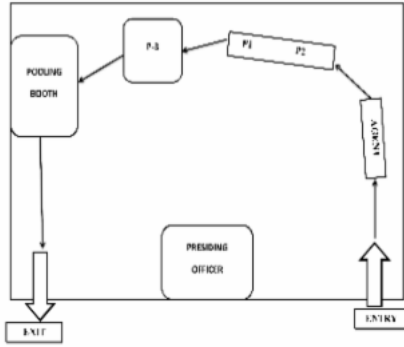 POLLING
BOOTH
P-3
P1 P2
AGENT
PRESIDING
OFFICER
EXIT
ENTRY